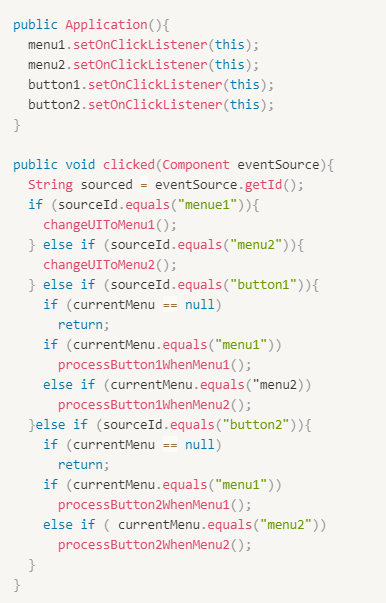 public Application(){
  menu1.setOnClickListener(this);
  menu2.setOnClickListener(this);
  button1.setOnClickListener(this);
  button2.setOnClickListener(this);
}

public void clicked(Component eventSource){
  String sourced = eventSource.getId();
  if (sourceId.equals("menue1")){
    changeUIToMenu1();
  } else if (sourceId.equals("menu2")){
    changeUIToMenu2();
  } else if (sourceId.equals("button1")){
    if (currentMenu == null)
      return;
    if (currentMenu.equals("menu1"))
      processButton1WhenMenu1();
    else if (currentMenu.equals("menu2))
      processButton1WhenMenu2();
  }else if (sourceId.equals("button2")){
    if (currentMenu == null)
      return;
    if (currentMenu.equals("menu1"))
      processButton2WhenMenu1();
    else if ( currentMenu.equals("menu2"))
      processButton2WhenMenu2();
  }
}